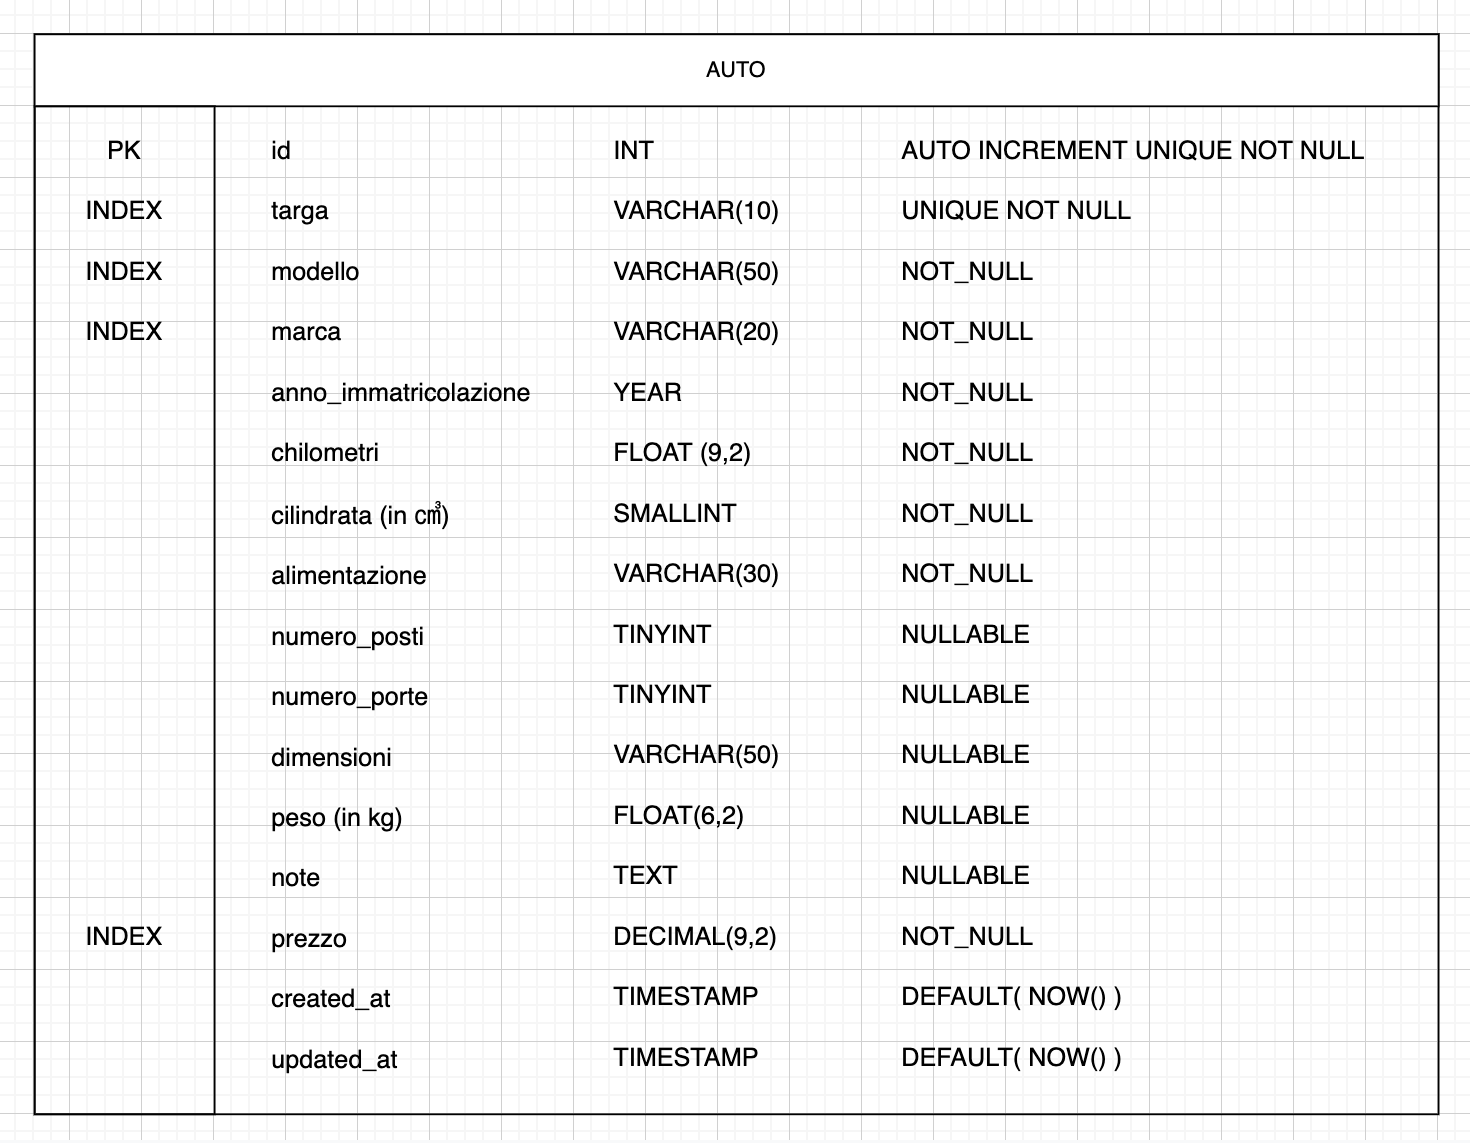 AUTO
PK id INT AUTO INCREMENT UNIQUE NOT NULL
INDEX targa VARCHAR(10) UNIQUE NOT NULL
INDEX modello VARCHAR(50) NOT_NULL
INDEX marca VARCHAR(20) NOT_NULL
anno_immatricolazione YEAR NOT_NULL
chilometri FLOAT (9,2) NOT_NULL
cilindrata (in cm³) SMALLINT NOT_NULL
alimentazione VARCHAR(30) NOT_NULL
numero_posti TINYINT NULLABLE
numero_porte TINYINT NULLABLE
dimensioni VARCHAR(50) NULLABLE
peso (in kg) FLOAT(6,2) NULLABLE
note TEXT NULLABLE
INDEX prezzo DECIMAL(9,2) NOT_NULL
created_at TIMESTAMP DEFAULT( NOW() )
updated_at TIMESTAMP DEFAULT( NOW() )